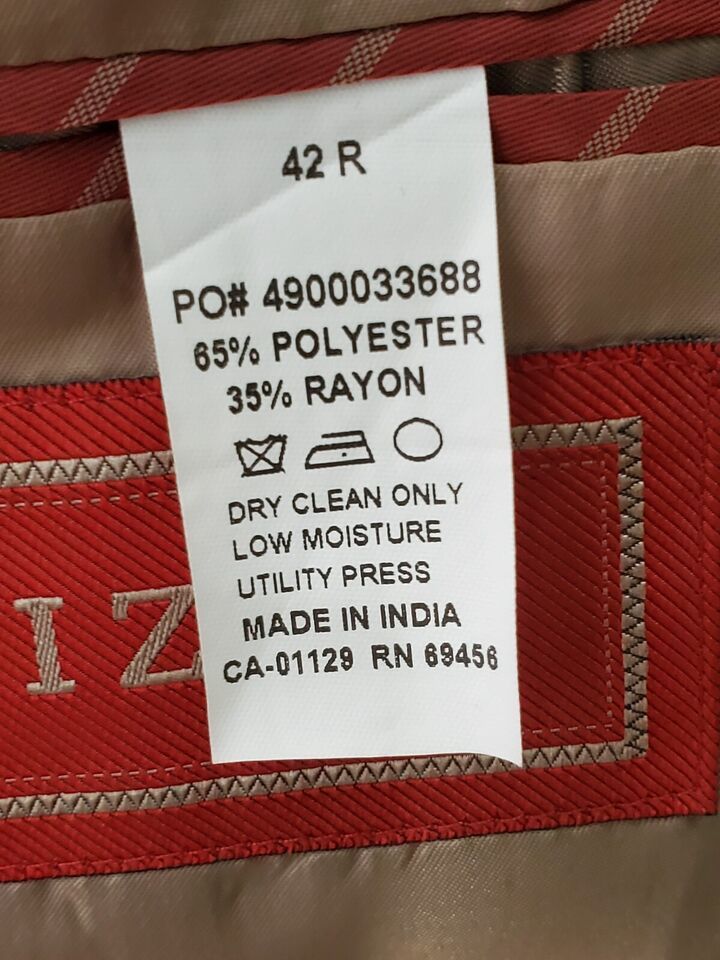 42 R
PO# 4900033688
65% POLYESTER
35% RAYON
DRY CLEAN ONLY
LOW MOISTURE
UTILITY PRESS
MADE IN INDIA
CA-01129 RN 69456
IZ